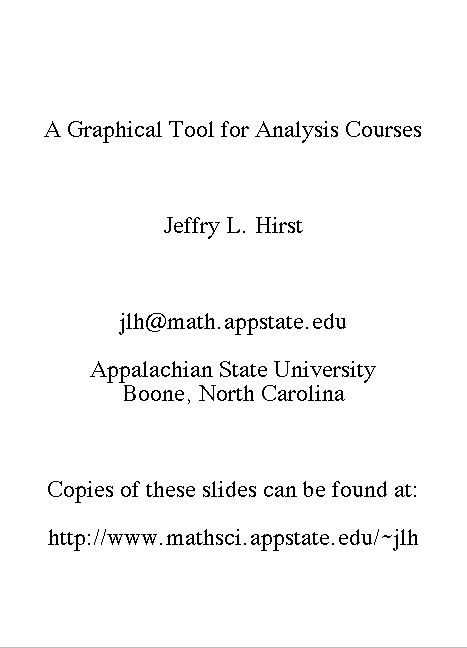 A Graphical Tool for Analysis Courses
Jeffry L. Hirst
jlh@math.appstate.edu
Appalachian State University
Boone, North Carolina
Copies of these slides can be found at:
http://www.mathsci.appstate.edu/~jlh